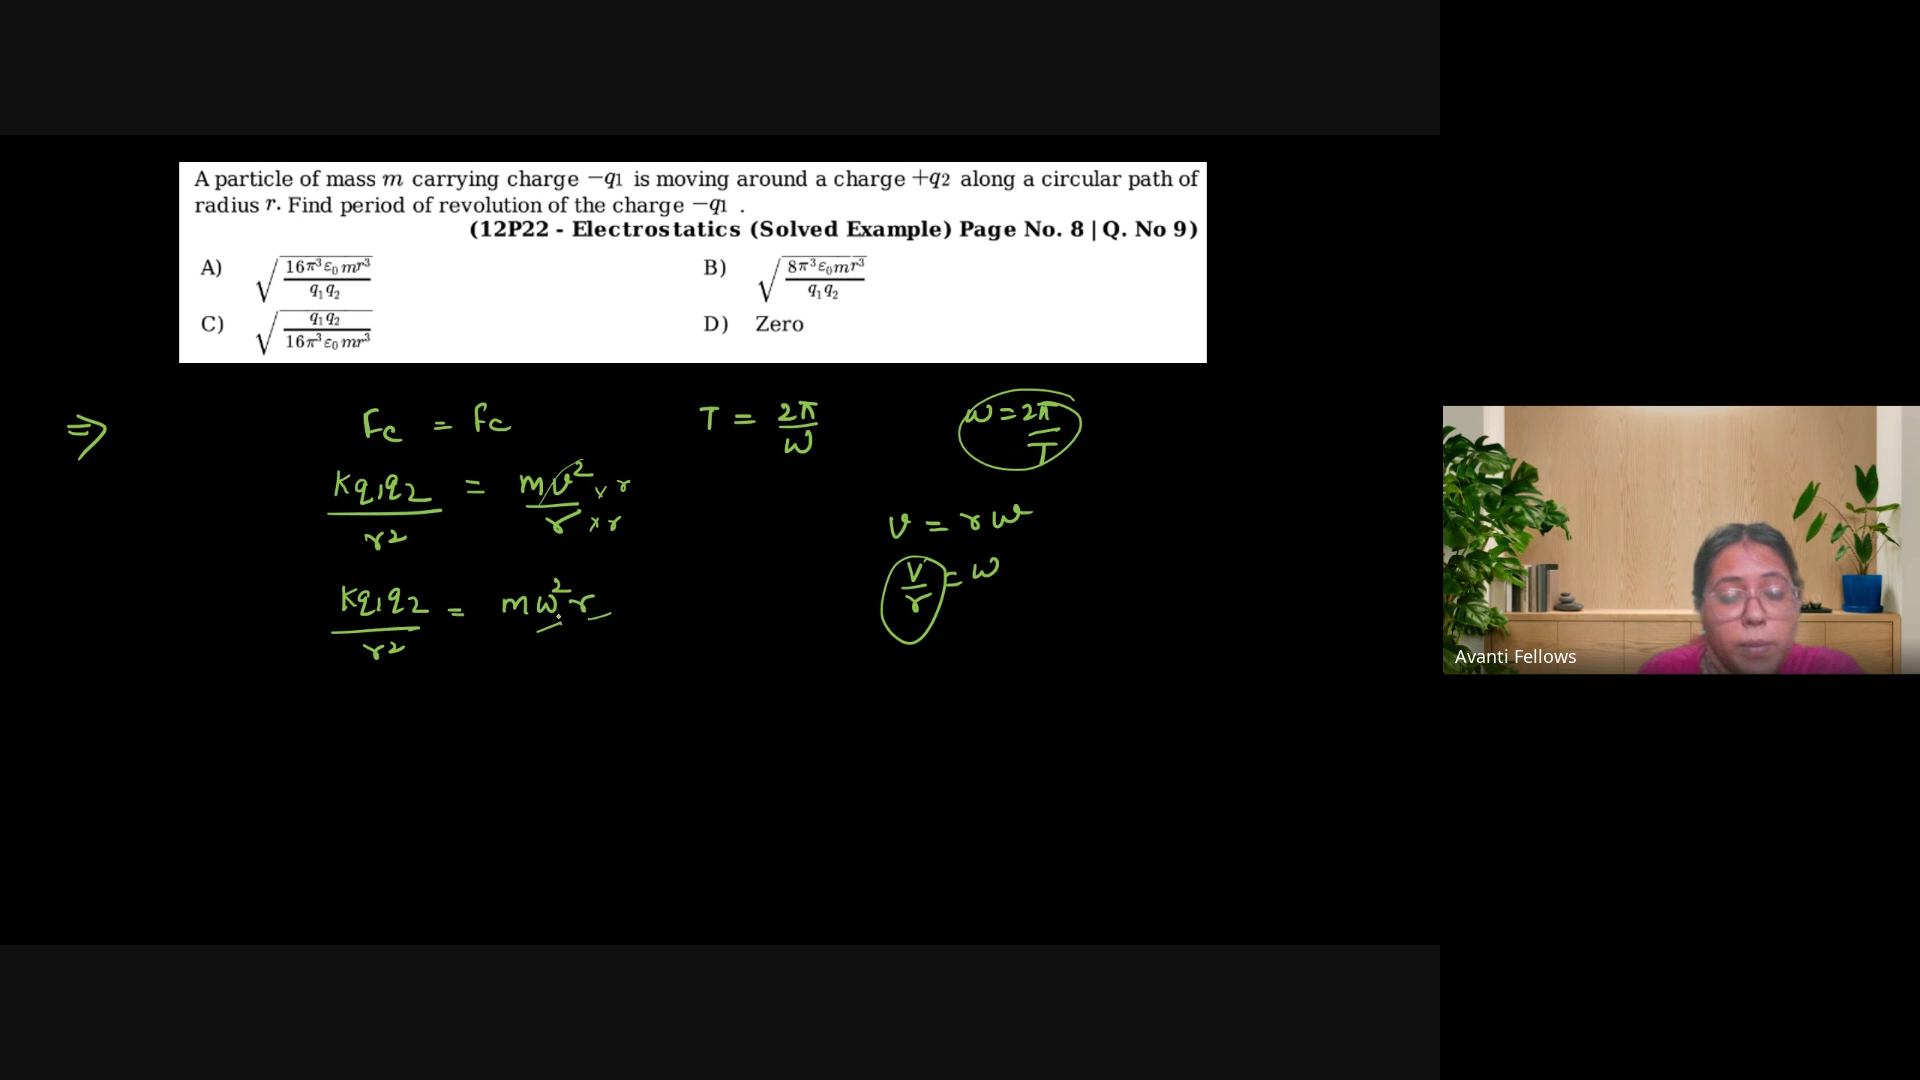 A particle of mass m carrying charge −q₁ is moving around a charge +q₂ along a circular path of
radius r. Find period of revolution of the charge −q₁ .
(12P22 - Electrostatics (Solved Example) Page No. 8 | Q. No 9)
A) √(16π³ε₀mr³ / q₁q₂)
B) √(8π³ε₀mr³ / q₁q₂)
C) √(q₁q₂ / 16π³ε₀mr³)
D) Zero
⇒ Fc = fc
T = 2π/ω
ω = 2π/T
Kq₁q₂/r² = mv²/r × r × r
v = rω
v/r = ω
Kq₁q₂/r² = mω²r
Avanti Fellows